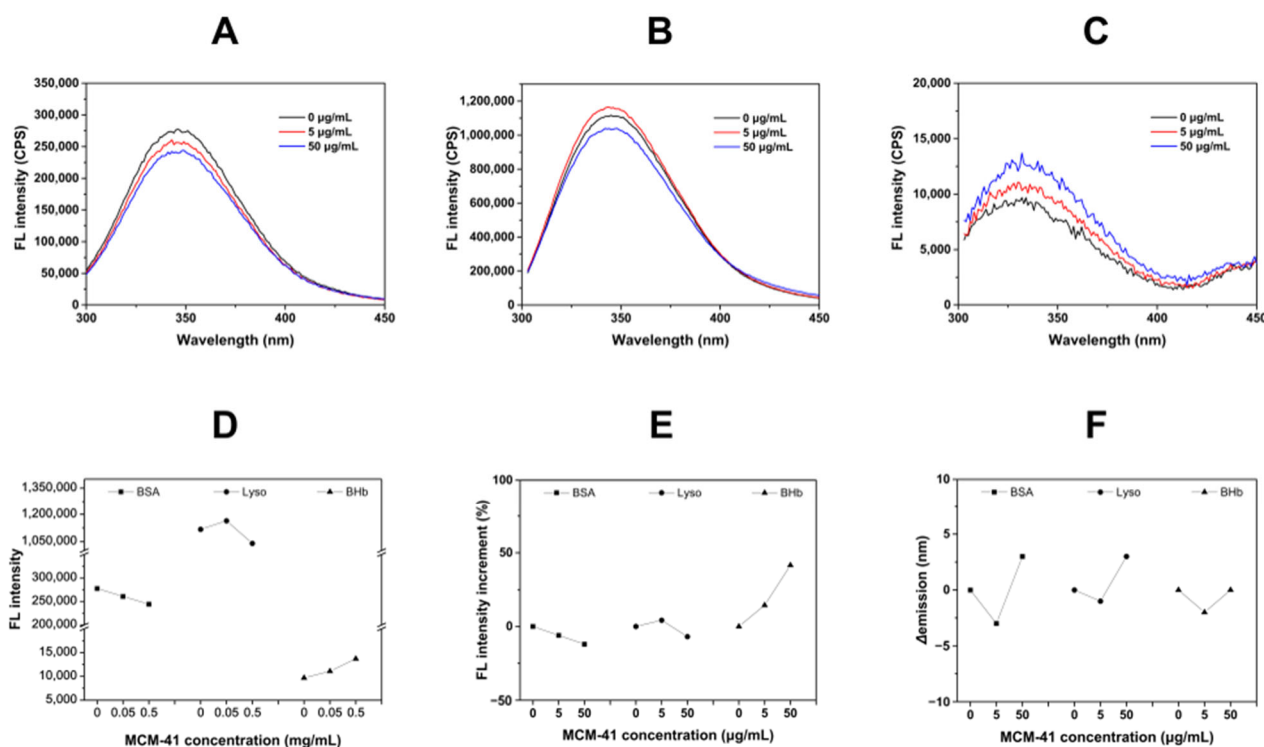 A
B
C
350,000
300,000
250,000
200,000
150,000
100,000
50,000
0
FL intensity (CPS)
0 µg/mL
5 µg/mL
50 µg/mL
300
350
400
450
Wavelength (nm)
1,200,000
1,000,000
800,000
600,000
400,000
200,000
0
FL intensity (CPS)
0 µg/mL
5 µg/mL
50 µg/mL
300
350
400
450
Wavelength (nm)
20,000
15,000
10,000
5,000
0
FL intensity (CPS)
0 µg/mL
5 µg/mL
50 µg/mL
300
350
400
450
Wavelength (nm)
D
E
F
1,350,000
1,200,000
1,050,000
300,000
250,000
200,000
15,000
10,000
5,000
FL intensity
BSA Lyso BHb
0 0.05 0.5 0 0.05 0.5 0 0.05 0.5
MCM-41 concentration (mg/mL)
100
50
0
−50
FL intensity increment (%)
BSA Lyso BHb
0 5 50 0 5 50 0 5 50
MCM-41 concentration (µg/mL)
10
5
0
−5
−10
Δemission (nm)
BSA Lyso BHb
0 5 50 0 5 50 0 5 50
MCM-41 concentration (µg/mL)